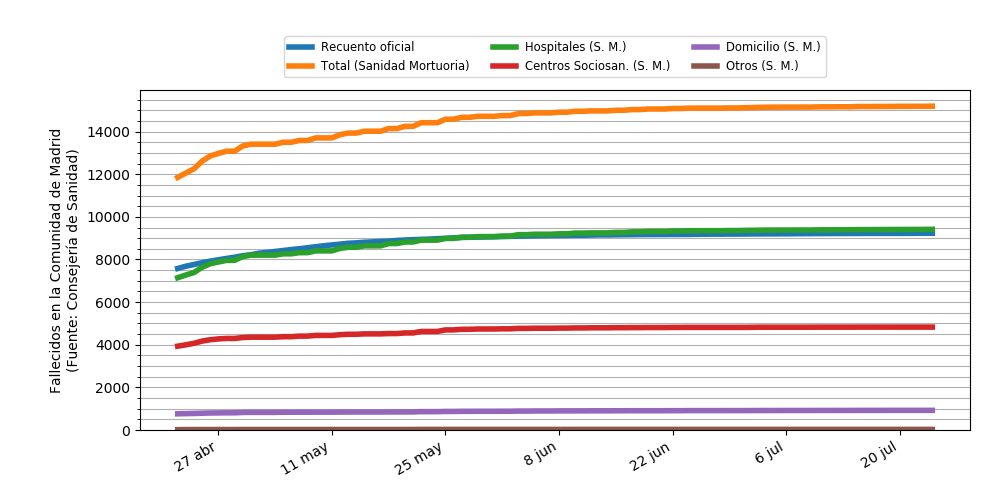 Recuento oficial
Total (Sanidad Mortuoria)
Hospitales (S. M.)
Centros Sociosan. (S. M.)
Domicilio (S. M.)
Otros (S. M.)
Fallecidos en la Comunidad de Madrid
(Fuente: Consejería de Sanidad)
14000
12000
10000
8000
6000
4000
2000
0
27 abr
11 may
25 may
8 jun
22 jun
6 jul
20 jul